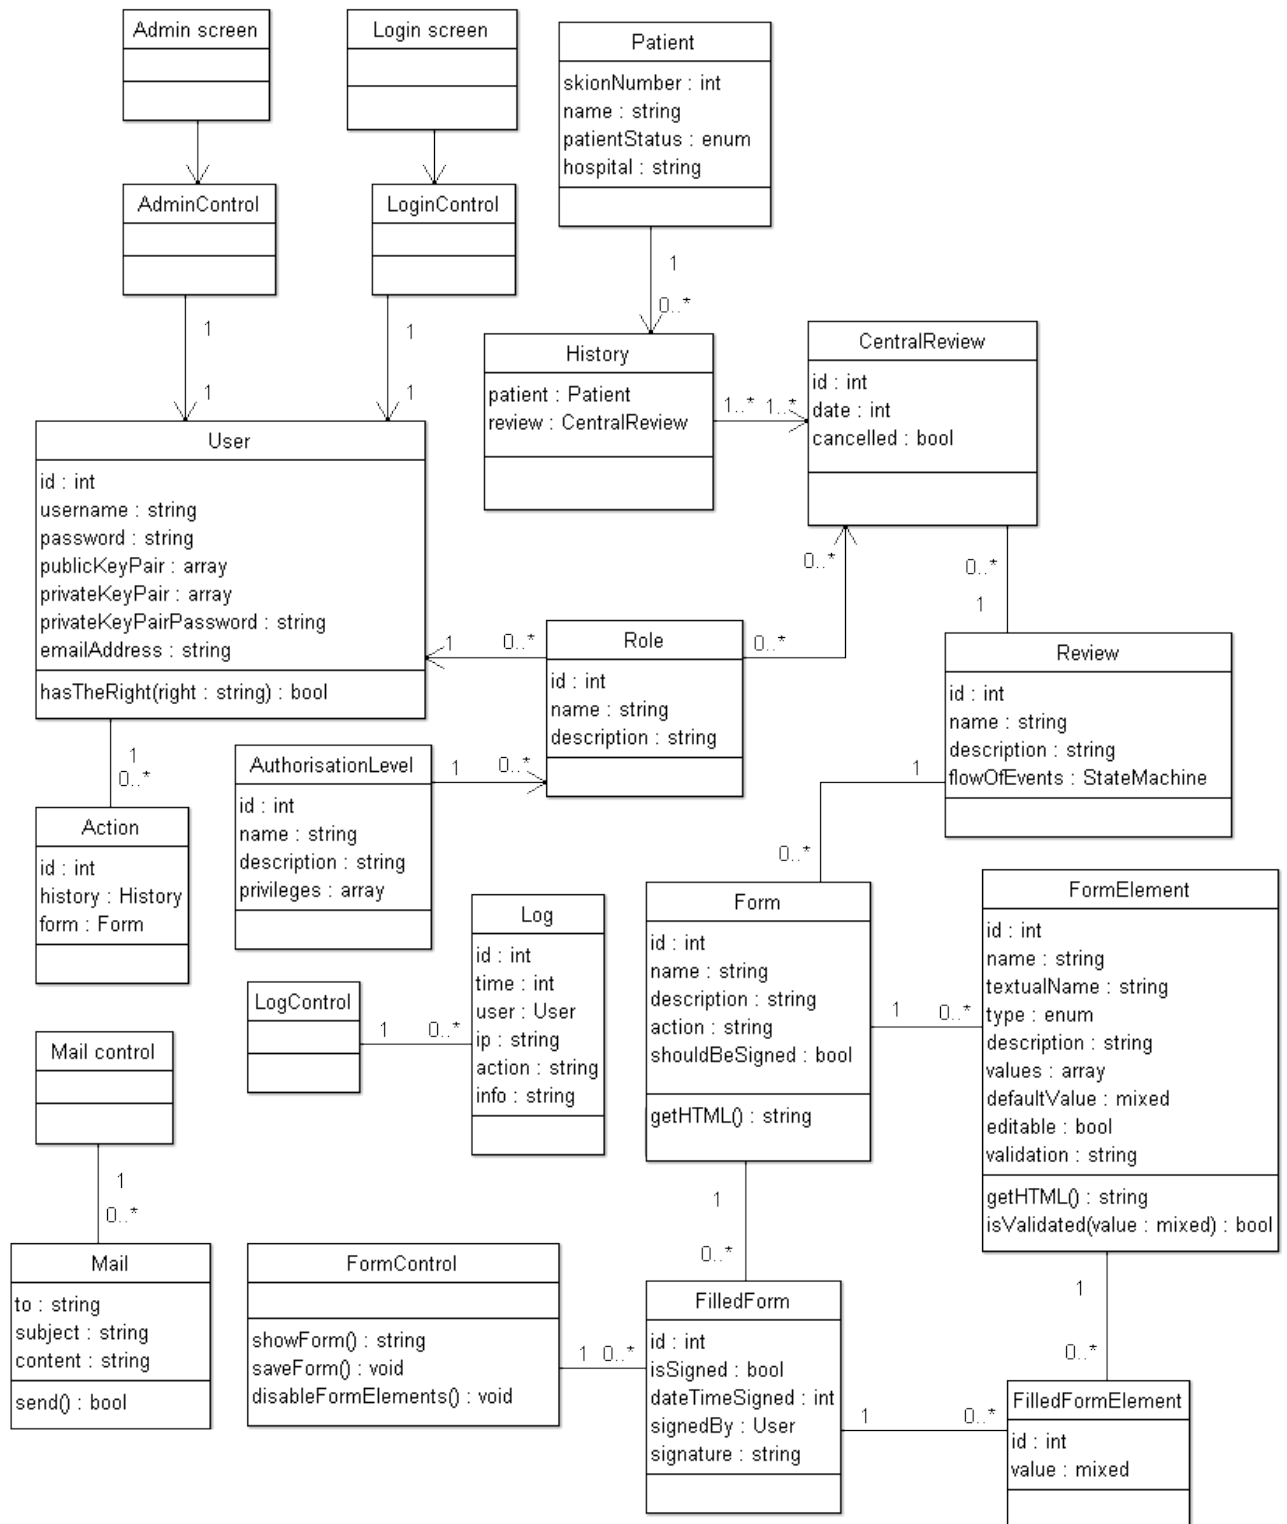 Admin screen
Login screen
Patient
skionNumber : int
name : string
patientStatus : enum
hospital : string
AdminControl
LoginControl
1
0..*
1
1
1
1
History
patient : Patient
review : CentralReview
1..* 1..*
CentralReview
id : int
date : int
cancelled : bool
User
id : int
username : string
password : string
publicKeyPair : array
privateKeyPair : array
privateKeyPairPassword : string
emailAddress : string
hasTheRight(right : string) : bool
1
0..*
Role
id : int
name : string
description : string
0..*
0..*
0..*
1
Review
id : int
name : string
description : string
flowOfEvents : StateMachine
1
0..*
AuthorisationLevel
id : int
name : string
description : string
privileges : array
1
0..*
1
0..*
Action
id : int
history : History
form : Form
Log
id : int
time : int
user : User
ip : string
action : string
info : string
LogControl
1
0..*
Form
id : int
name : string
description : string
action : string
shouldBeSigned : bool
getHTML() : string
1
0..*
FormElement
id : int
name : string
textualName : string
type : enum
description : string
values : array
defaultValue : mixed
editable : bool
validation : string
getHTML() : string
isValidated(value : mixed) : bool
Mail control
1
0..*
Mail
to : string
subject : string
content : string
send() : bool
FormControl
showForm() : string
saveForm() : void
disableFormElements() : void
1 0..*
1
0..*
FilledForm
id : int
isSigned : bool
dateTimeSigned : int
signedBy : User
signature : string
1
0..*
1
0..*
FilledFormElement
id : int
value : mixed